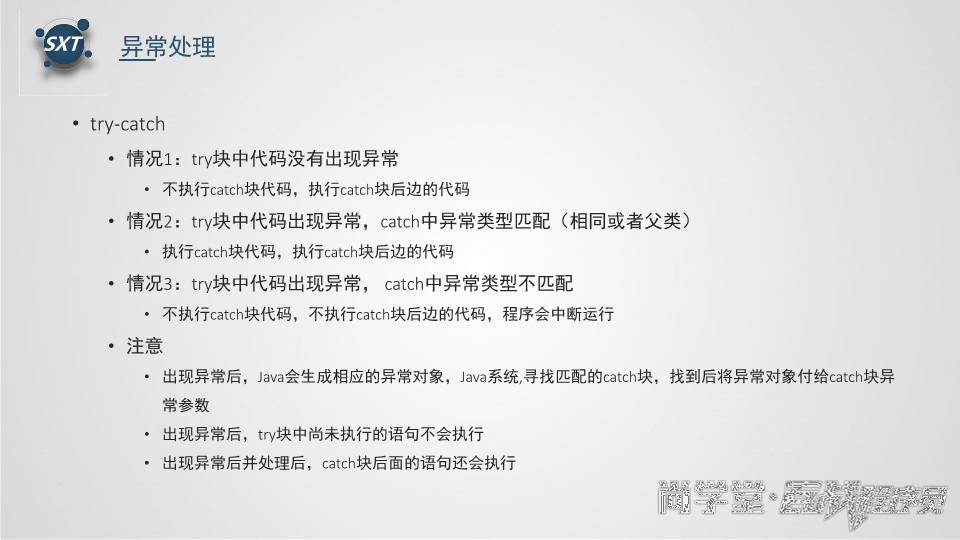 SXT
异常处理
• try-catch
• 情况1：try块中代码没有出现异常
• 不执行catch块代码，执行catch块后边的代码
• 情况2：try块中代码出现异常，catch中异常类型匹配（相同或者父类）
• 执行catch块代码，执行catch块后边的代码
• 情况3：try块中代码出现异常， catch中异常类型不匹配
• 不执行catch块代码，不执行catch块后边的代码，程序会中断运行
• 注意
• 出现异常后，Java会生成相应的异常对象，Java系统,寻找匹配的catch块，找到后将异常对象付给catch块异
常参数
• 出现异常后，try块中尚未执行的语句不会执行
• 出现异常后并处理后，catch块后面的语句还会执行
尚学堂·百战程序员